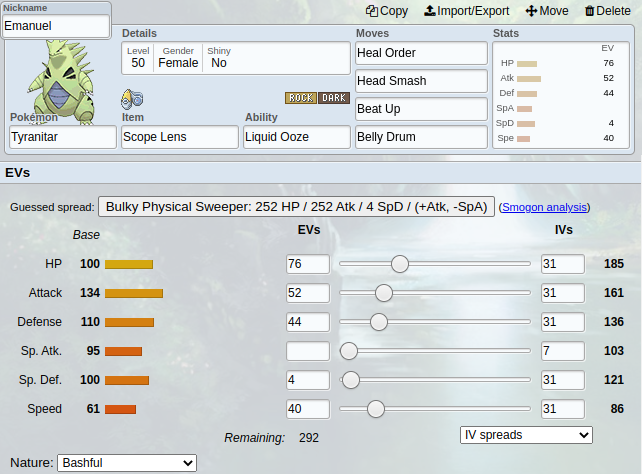 Nickname
Emanuel
Copy Import/Export Move Delete
Details
Level Gender Shiny
50 Female No
ROCK DARK
Pokémon Item Ability
Tyranitar Scope Lens Liquid Ooze
Moves
Heal Order
Head Smash
Beat Up
Belly Drum
Stats
EV
HP 76
Atk 52
Def 44
SpA
SpD 4
Spe 40
EVs
Guessed spread: Bulky Physical Sweeper: 252 HP / 252 Atk / 4 SpD / (+Atk, -SpA) (Smogon analysis)
Base EVs IVs
HP 100 76 31 185
Attack 134 52 31 161
Defense 110 44 31 136
Sp. Atk. 95 7 103
Sp. Def. 100 4 31 121
Speed 61 40 31 86
Remaining: 292 IV spreads
Nature: Bashful